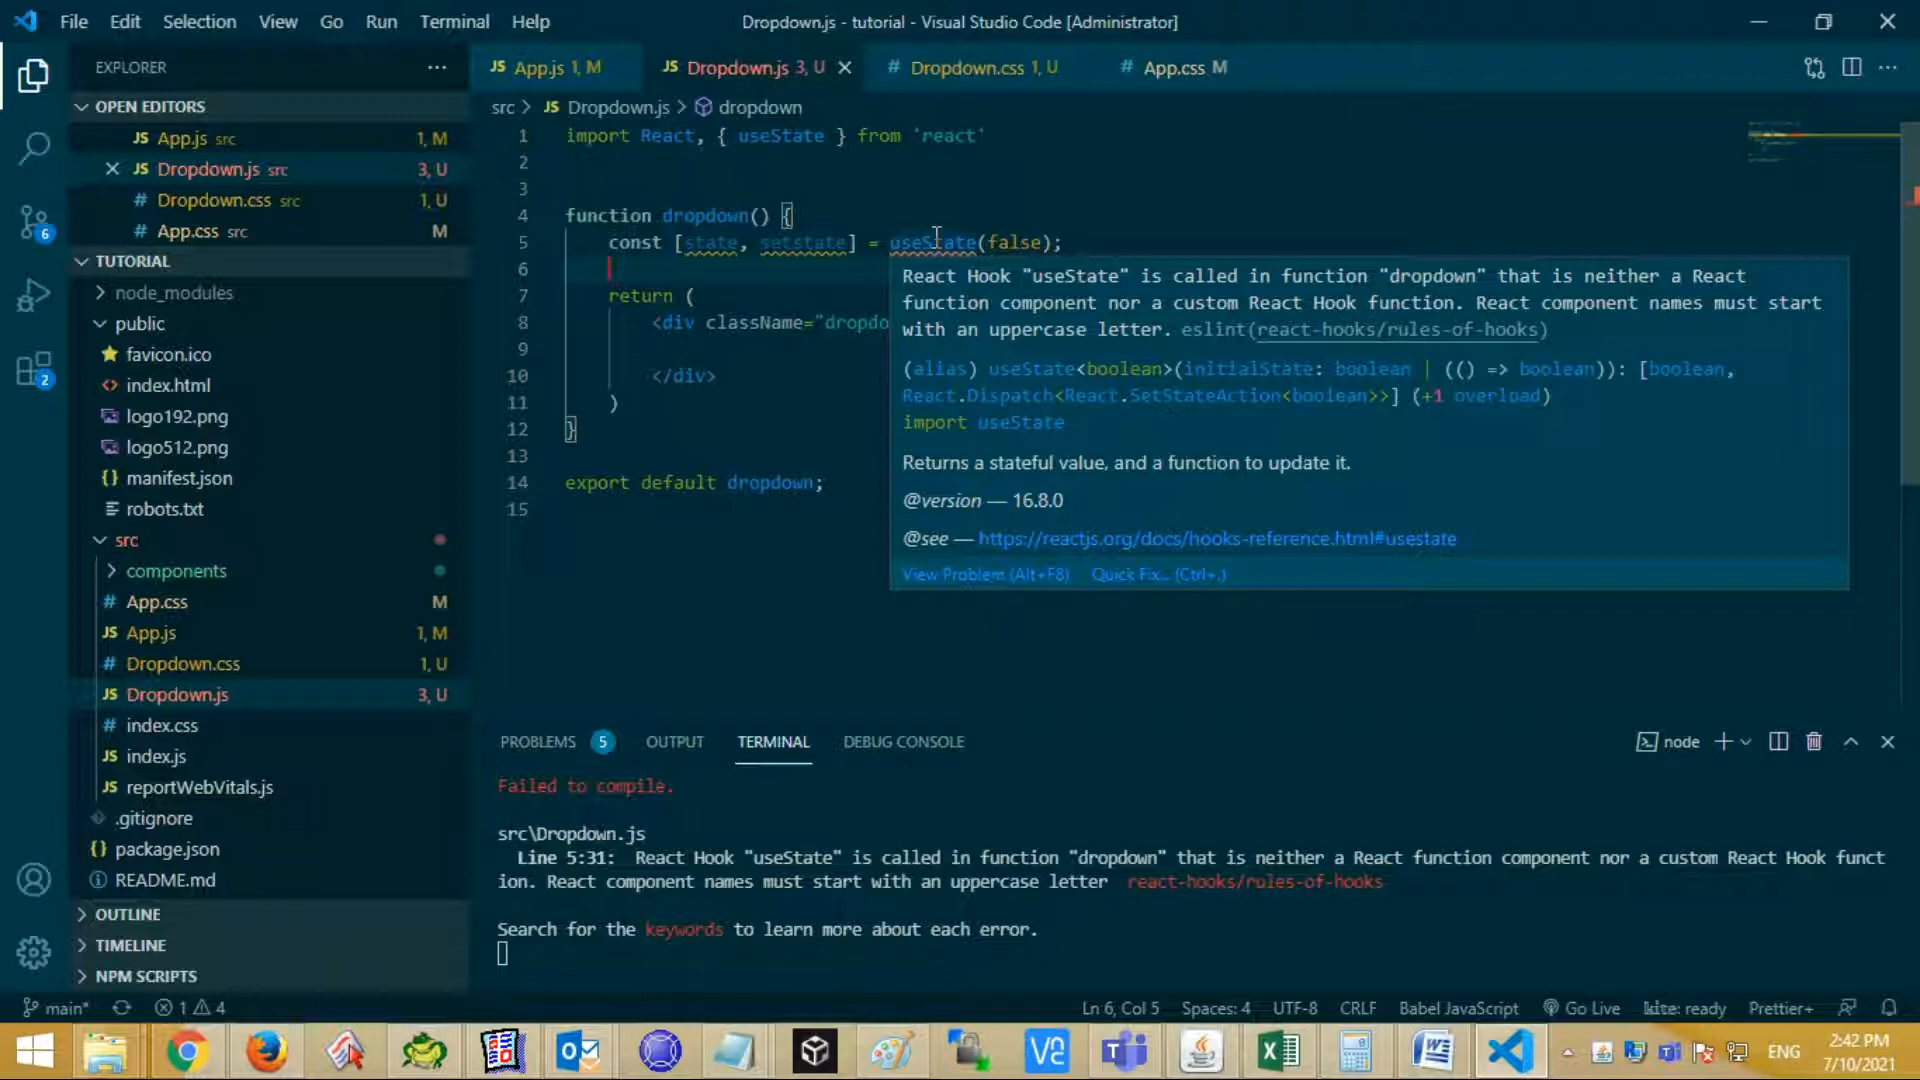 File Edit Selection View Go Run Terminal Help
Dropdown.js - tutorial - Visual Studio Code [Administrator]
EXPLORER
OPEN EDITORS
JS App.js src 1, M
JS Dropdown.js src 3, U
# Dropdown.css src 1, U
# App.css src M
TUTORIAL
node_modules
public
favicon.ico
index.html
logo192.png
logo512.png
manifest.json
robots.txt
src
components
# App.css M
JS App.js 1, M
# Dropdown.css 1, U
JS Dropdown.js 3, U
# index.css
JS index.js
JS reportWebVitals.js
.gitignore
{} package.json
README.md
OUTLINE
TIMELINE
NPM SCRIPTS
6
2
JS App.js 1, M
JS Dropdown.js 3, U
# Dropdown.css 1, U
# App.css M
src > JS Dropdown.js > dropdown
1 import React, { useState } from 'react'
2
3
4 function dropdown() {
5 const [state, setstate] = useState(false);
6
7 return (
8 <div className="dropdo
9
10 </div>
11 )
12 }
13
14 export default dropdown;
15
React Hook "useState" is called in function "dropdown" that is neither a React
function component nor a custom React Hook function. React component names must start
with an uppercase letter. eslint(react-hooks/rules-of-hooks)
(alias) useState<boolean>(initialState: boolean | (() => boolean)): [boolean,
React.Dispatch<React.SetStateAction<boolean>>] (+1 overload)
import useState
Returns a stateful value, and a function to update it.
@version — 16.8.0
@see — https://reactjs.org/docs/hooks-reference.html#usestate
View Problem (Alt+F8) Quick Fix... (Ctrl+.)
PROBLEMS 5 OUTPUT TERMINAL DEBUG CONSOLE
node
Failed to compile.
src\Dropdown.js
Line 5:31: React Hook "useState" is called in function "dropdown" that is neither a React function component nor a custom React Hook funct
ion. React component names must start with an uppercase letter react-hooks/rules-of-hooks
Search for the keywords to learn more about each error.
main* 1 4
Ln 6, Col 5 Spaces: 4 UTF-8 CRLF Babel JavaScript Go Live kite: ready Prettier+
ENG
2:42 PM
7/10/2021